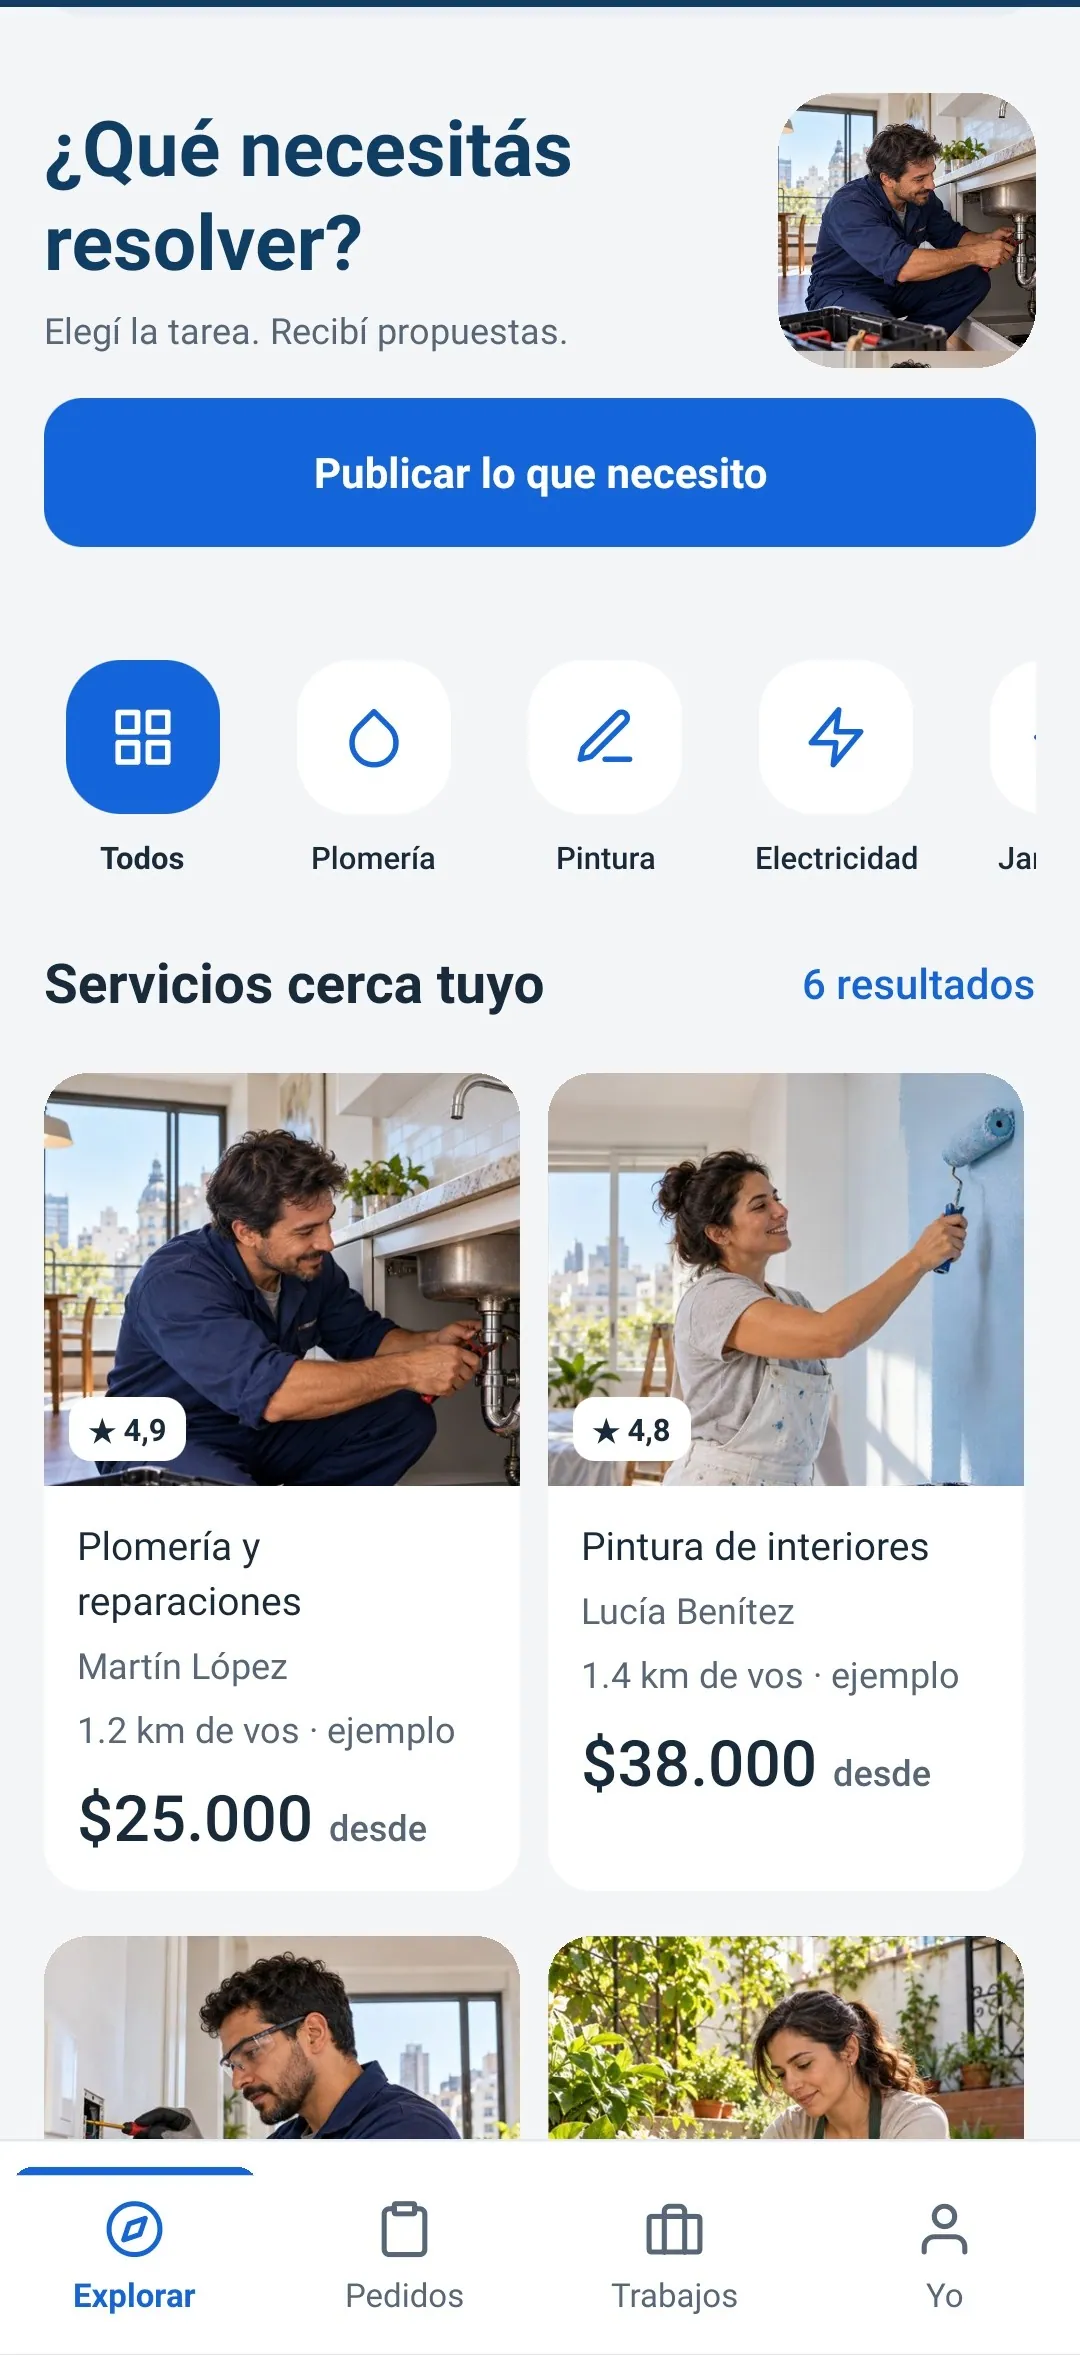 ¿Qué necesitás
resolver?
Elegí la tarea. Recibí propuestas.
Publicar lo que necesito
Todos
Plomería
Pintura
Electricidad
Servicios cerca tuyo
6 resultados
★ 4,9
★ 4,8
Plomería y
reparaciones
Martín López
1.2 km de vos · ejemplo
$25.000 desde
Pintura de interiores
Lucía Benítez
1.4 km de vos · ejemplo
$38.000 desde
Explorar
Pedidos
Trabajos
Yo